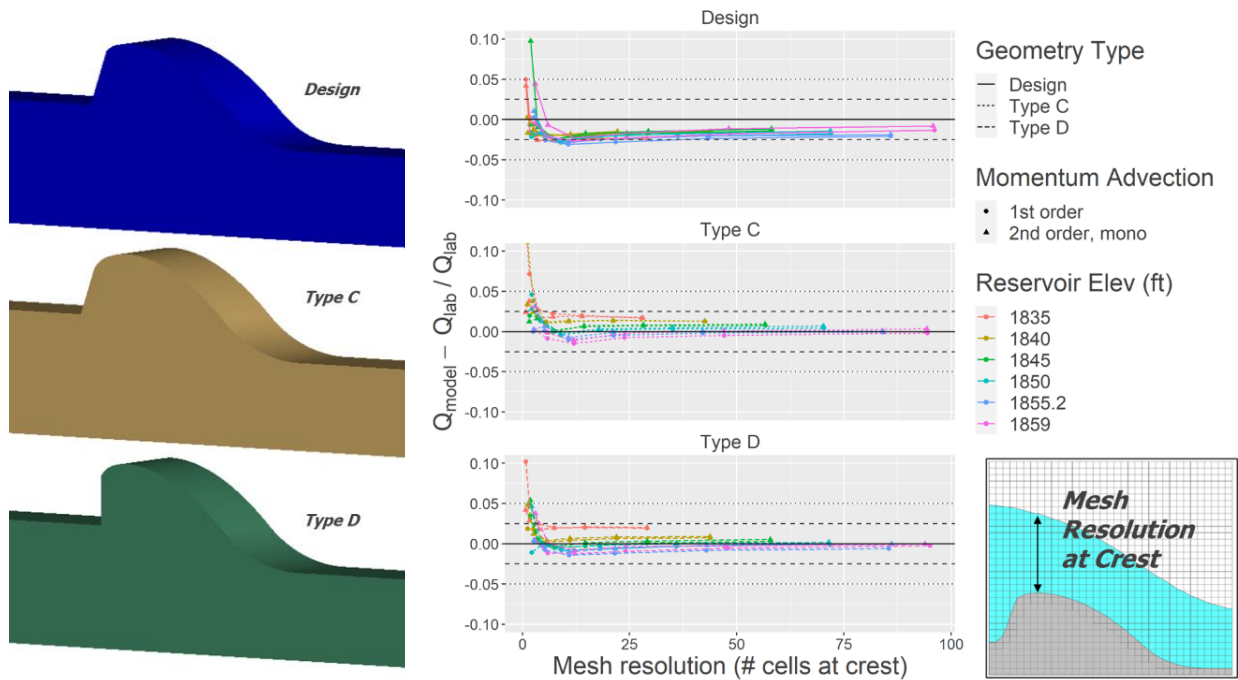 Design
Type C
Type D
Design
0.10
0.05
0.00
-0.05
-0.10
Type C
0.10
0.05
0.00
-0.05
-0.10
Type D
0.10
0.05
0.00
-0.05
-0.10
Qmodel − Qlab / Qlab
0
25
50
75
100
Mesh resolution (# cells at crest)
Geometry Type
Design
Type C
Type D
Momentum Advection
1st order
2nd order, mono
Reservoir Elev (ft)
1835
1840
1845
1850
1855.2
1859
Mesh
Resolution
at Crest